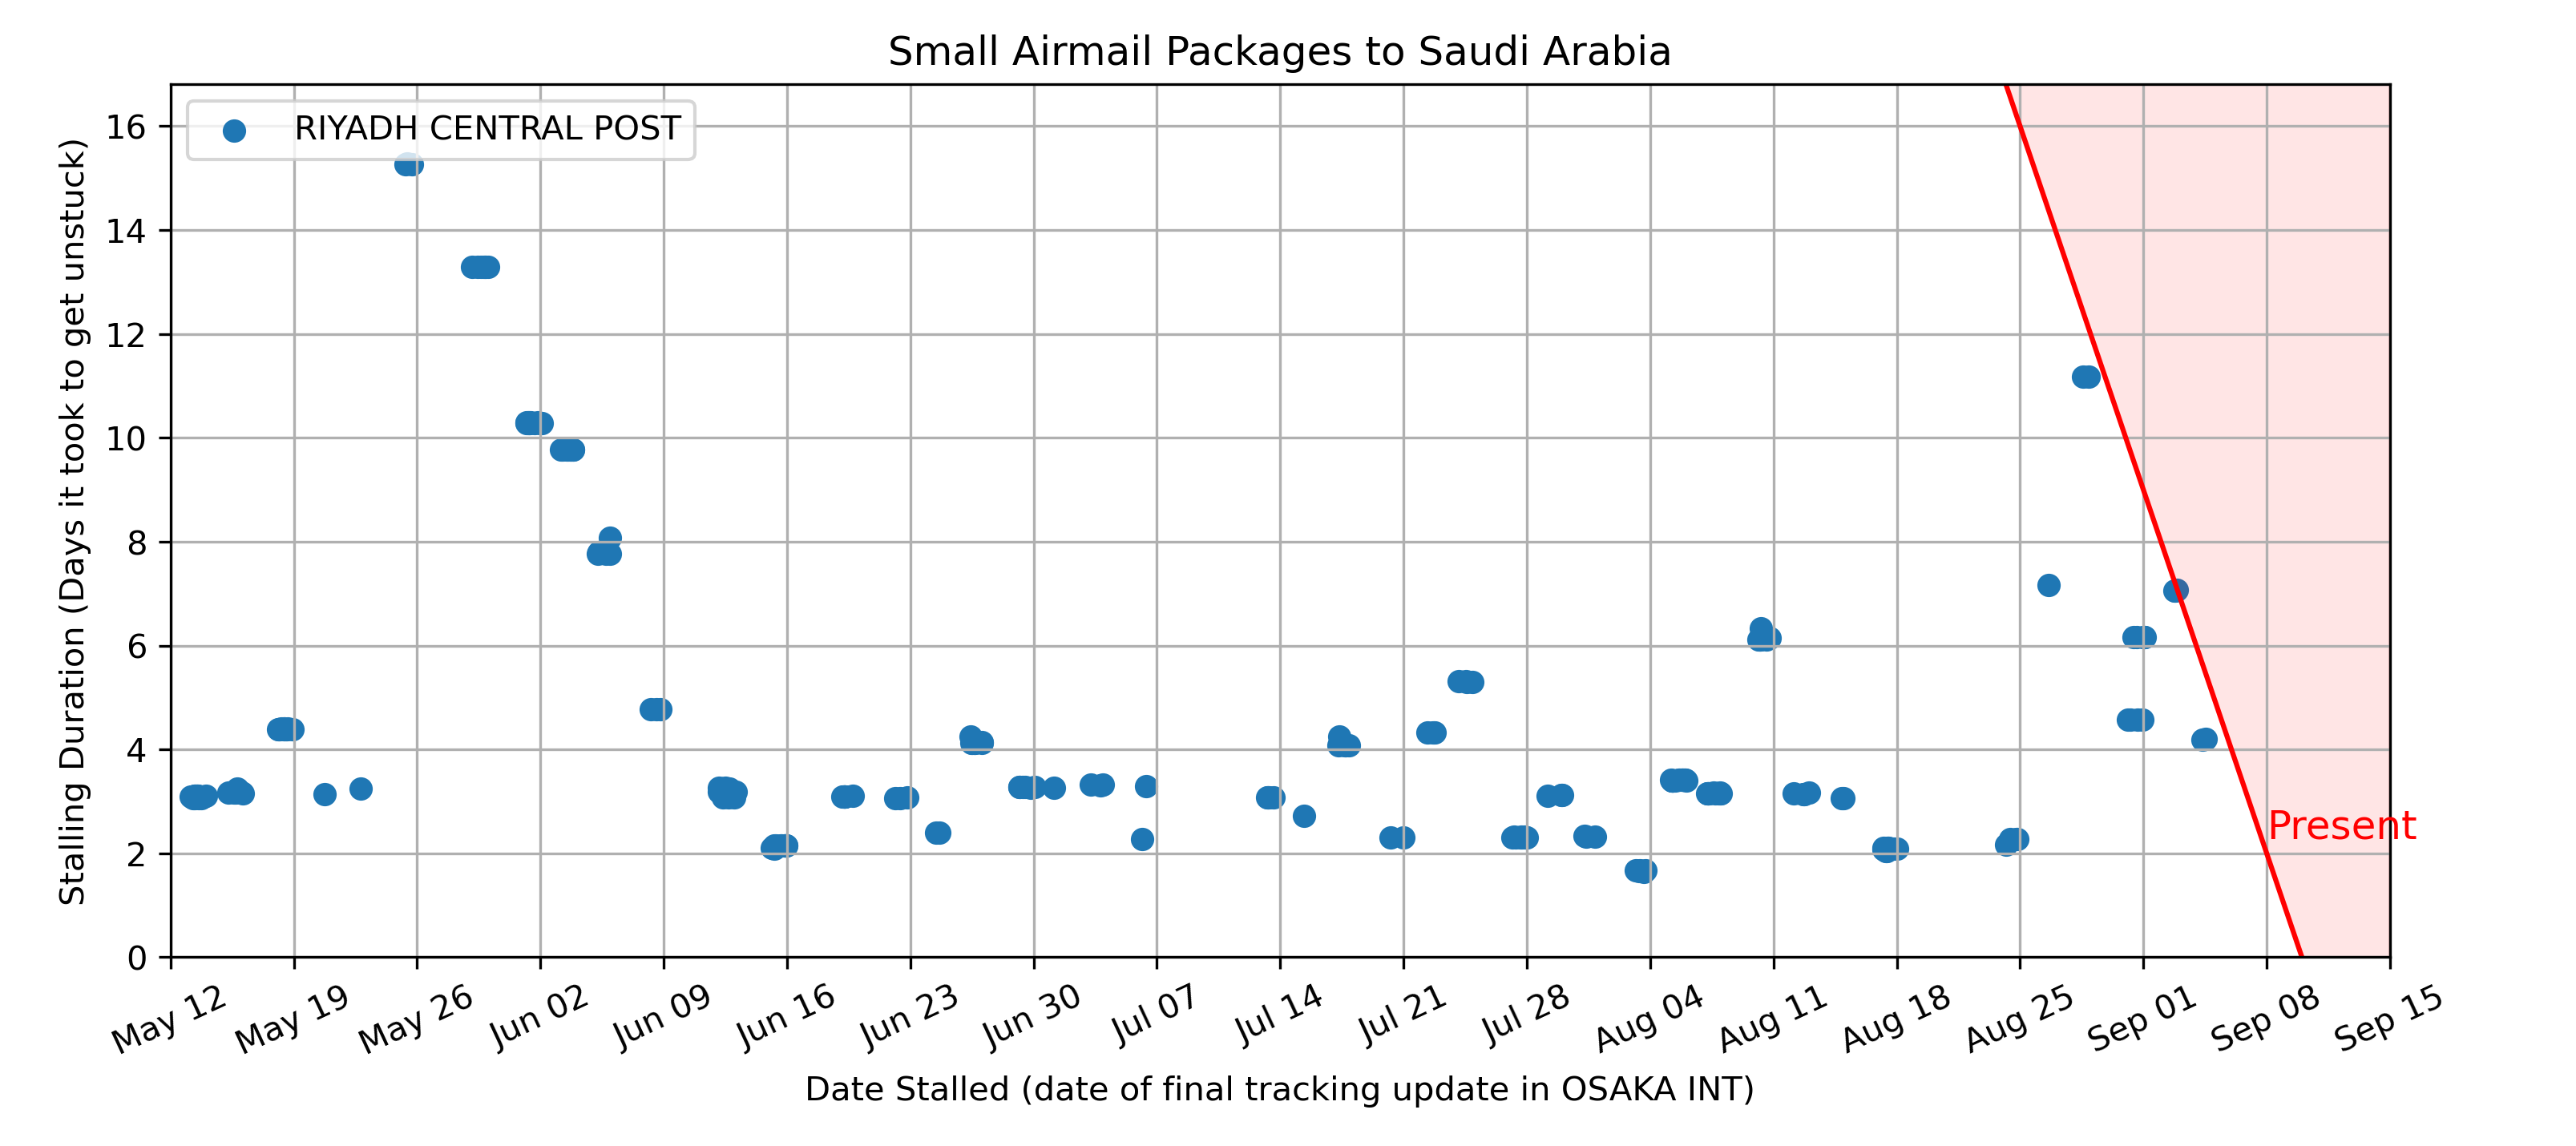 Small Airmail Packages to Saudi Arabia
RIYADH CENTRAL POST
Stalling Duration (Days it took to get unstuck)
16
14
12
10
8
6
4
2
0
Present
May 12
May 19
May 26
Jun 02
Jun 09
Jun 16
Jun 23
Jun 30
Jul 07
Jul 14
Jul 21
Jul 28
Aug 04
Aug 11
Aug 18
Aug 25
Sep 01
Sep 08
Sep 15
Date Stalled (date of final tracking update in OSAKA INT)